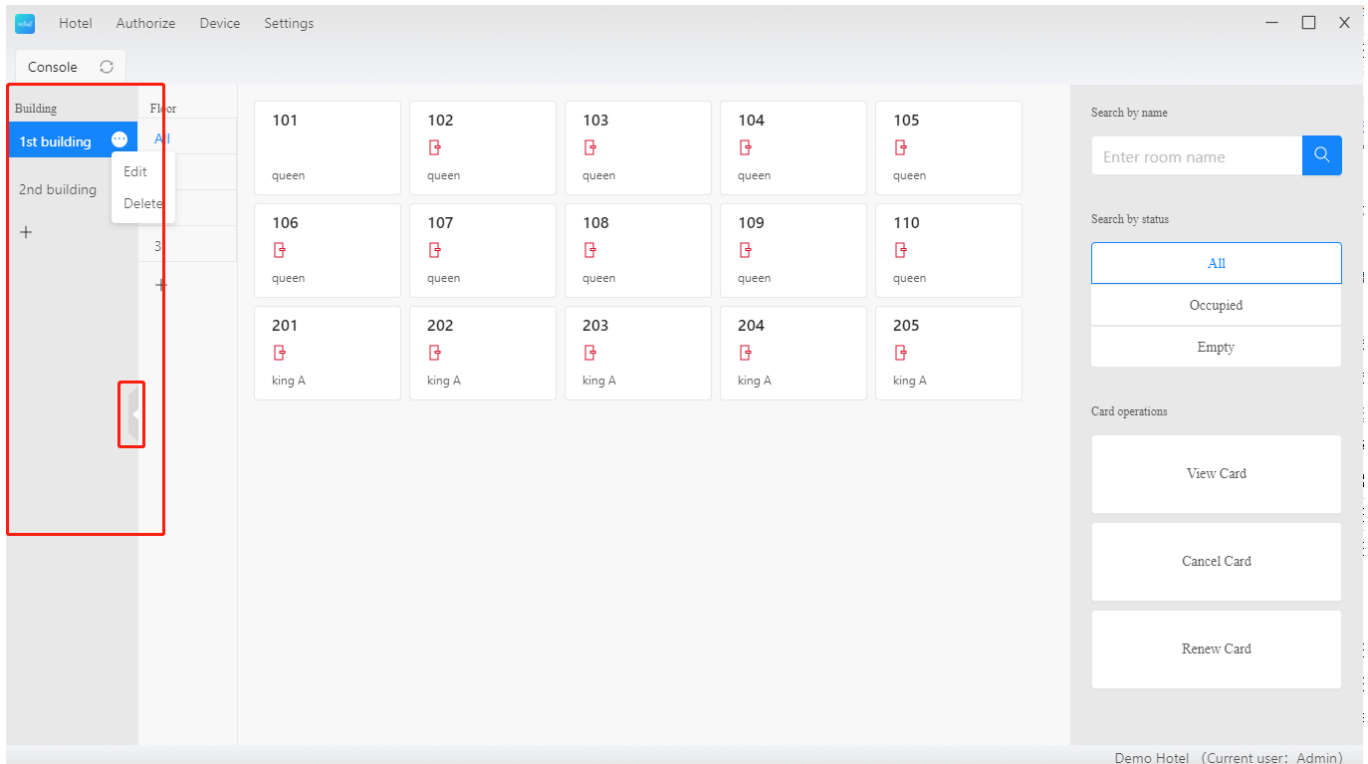 Hotel Authorize Device Settings
Console
Building
1st building
Edit
Delete
2nd building
Floor
All
3
101
queen
102
queen
103
queen
104
queen
105
queen
106
queen
107
queen
108
queen
109
queen
110
queen
201
king A
202
king A
203
king A
204
king A
205
king A
Search by name
Enter room name
Search by status
All
Occupied
Empty
Card operations
View Card
Cancel Card
Renew Card
Demo Hotel （Current user：Admin）